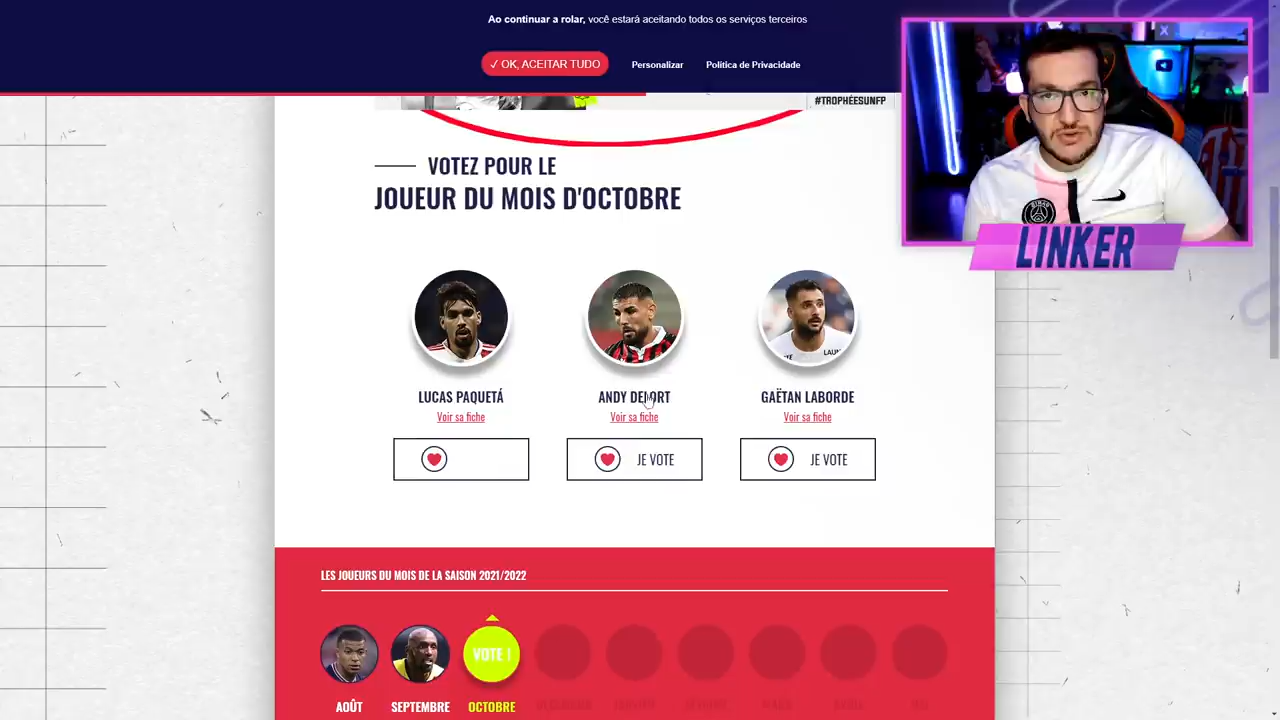 Ao continuar a rolar, você estará aceitando todos os serviços terceiros
✓ OK, ACEITAR TUDO
Personalizar
Política de Privacidade
#TROPHÉESUNFP
LINKER
VOTEZ POUR LE
JOUEUR DU MOIS D'OCTOBRE
LUCAS PAQUETÁ
ANDY DELORT
GAËTAN LABORDE
Voir sa fiche
Voir sa fiche
Voir sa fiche
JE VOTE
JE VOTE
LES JOUEURS DU MOIS DE LA SAISON 2021/2022
VOTE !
AOÛT
SEPTEMBRE
OCTOBRE